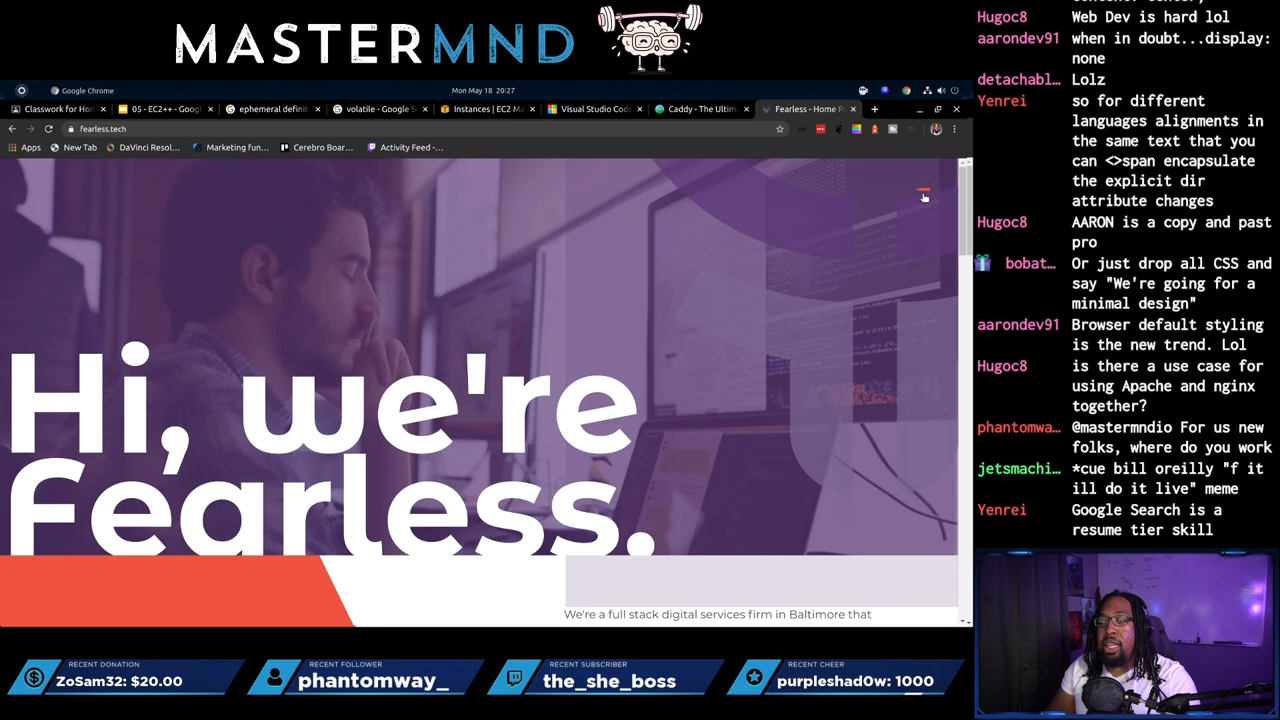 MASTERMND
Google Chrome
Mon May 18 20:27
Classwork for Hori
05 - EC2++ - Goog
ephemeral definit
volatile - Google S
Instances | EC2 M
Visual Studio Cod
Caddy - The Ultim
Fearless - Home P
fearless.tech
Apps
New Tab
DaVinci Resol...
Marketing fun...
Cerebro Boar...
Activity Feed -...
Hi, we're
Fearless.
We're a full stack digital services firm in Baltimore that
Hugoc8 Web Dev is hard lol
aarondev91 when in doubt...display:
none
detachabl… Lolz
Yenrei so for different
languages alignments in
the same text that you
can <>span encapsulate
the explicit dir
attribute changes
Hugoc8 AARON is a copy and past
pro
bobat… Or just drop all CSS and
say "We're going for a
minimal design"
aarondev91 Browser default styling
is the new trend. Lol
Hugoc8 is there a use case for
using Apache and nginx
together?
phantomwa… @mastermndio For us new
folks, where do you work
jetsmachi… *cue bill oreilly "f it
ill do it live" meme
Yenrei Google Search is a
resume tier skill
RECENT DONATION
ZoSam32: $20.00
RECENT FOLLOWER
phantomway_
RECENT SUBSCRIBER
the_she_boss
RECENT CHEER
purpleshad0w: 1000